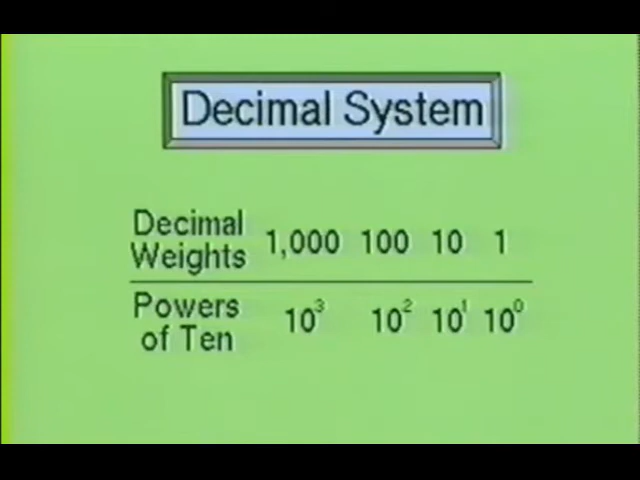 Decimal System
Decimal
Weights 1,000 100 10 1
Powers
of Ten 10³ 10² 10¹ 10⁰